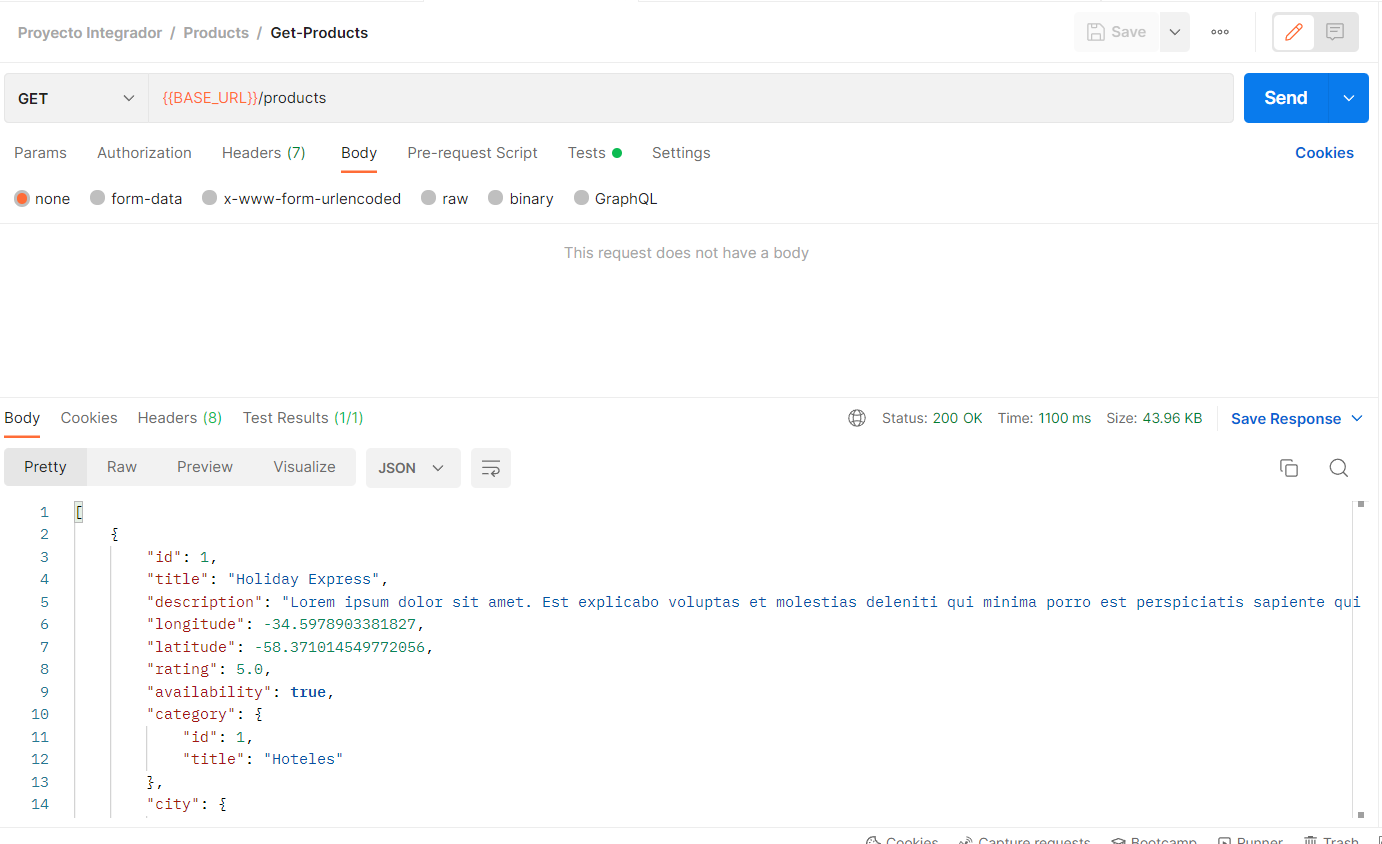 Proyecto Integrador / Products / Get-Products
Save
GET
{{BASE_URL}}/products
Send
Params Authorization Headers (7) Body Pre-request Script Tests Settings Cookies
none form-data x-www-form-urlencoded raw binary GraphQL
This request does not have a body
Body Cookies Headers (8) Test Results (1/1) Status: 200 OK Time: 1100 ms Size: 43.96 KB Save Response
Pretty Raw Preview Visualize JSON
1 [
2 {
3 "id": 1,
4 "title": "Holiday Express",
5 "description": "Lorem ipsum dolor sit amet. Est explicabo voluptas et molestias deleniti qui minima porro est perspiciatis sapiente qui
6 "longitude": -34.5978903381827,
7 "latitude": -58.371014549772056,
8 "rating": 5.0,
9 "availability": true,
10 "category": {
11 "id": 1,
12 "title": "Hoteles"
13 },
14 "city": {
Cookies Capture requests Bootcamp Runner Trash